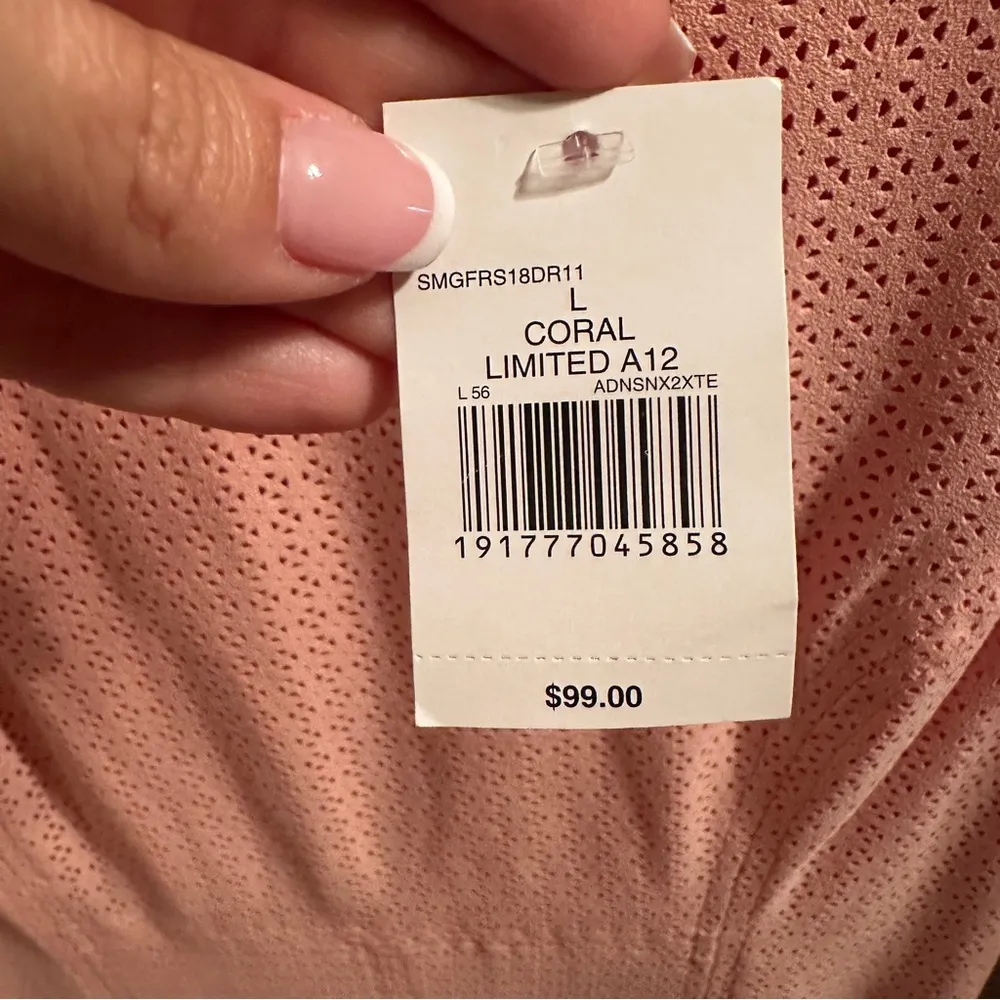 SMGFRS18DR11
L
CORAL
LIMITED A12
L 56 ADNSNX2XTE
191777045858
$99.00